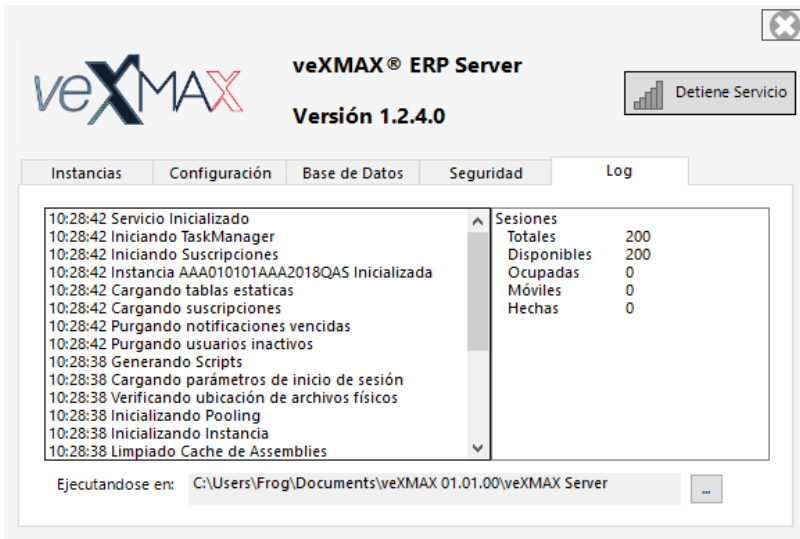 veXMAX
veXMAX® ERP Server
Versión 1.2.4.0
Detiene Servicio
Instancias
Configuración
Base de Datos
Seguridad
Log
10:28:42 Servicio Inicializado
10:28:42 Iniciando TaskManager
10:28:42 Iniciando Suscripciones
10:28:42 Instancia AAA010101AAA2018QAS Inicializada
10:28:42 Cargando tablas estaticas
10:28:42 Cargando suscripciones
10:28:42 Purgando notificaciones vencidas
10:28:42 Purgando usuarios inactivos
10:28:38 Generando Scripts
10:28:38 Cargando parámetros de inicio de sesión
10:28:38 Verificando ubicación de archivos físicos
10:28:38 Inicializando Pooling
10:28:38 Inicializando Instancia
10:28:38 Limpiado Cache de Assemblies
Sesiones
Totales 200
Disponibles 200
Ocupadas 0
Móviles 0
Hechas 0
Ejecutandose en: C:\Users\Frog\Documents\veXMAX 01.01.00\veXMAX Server
...